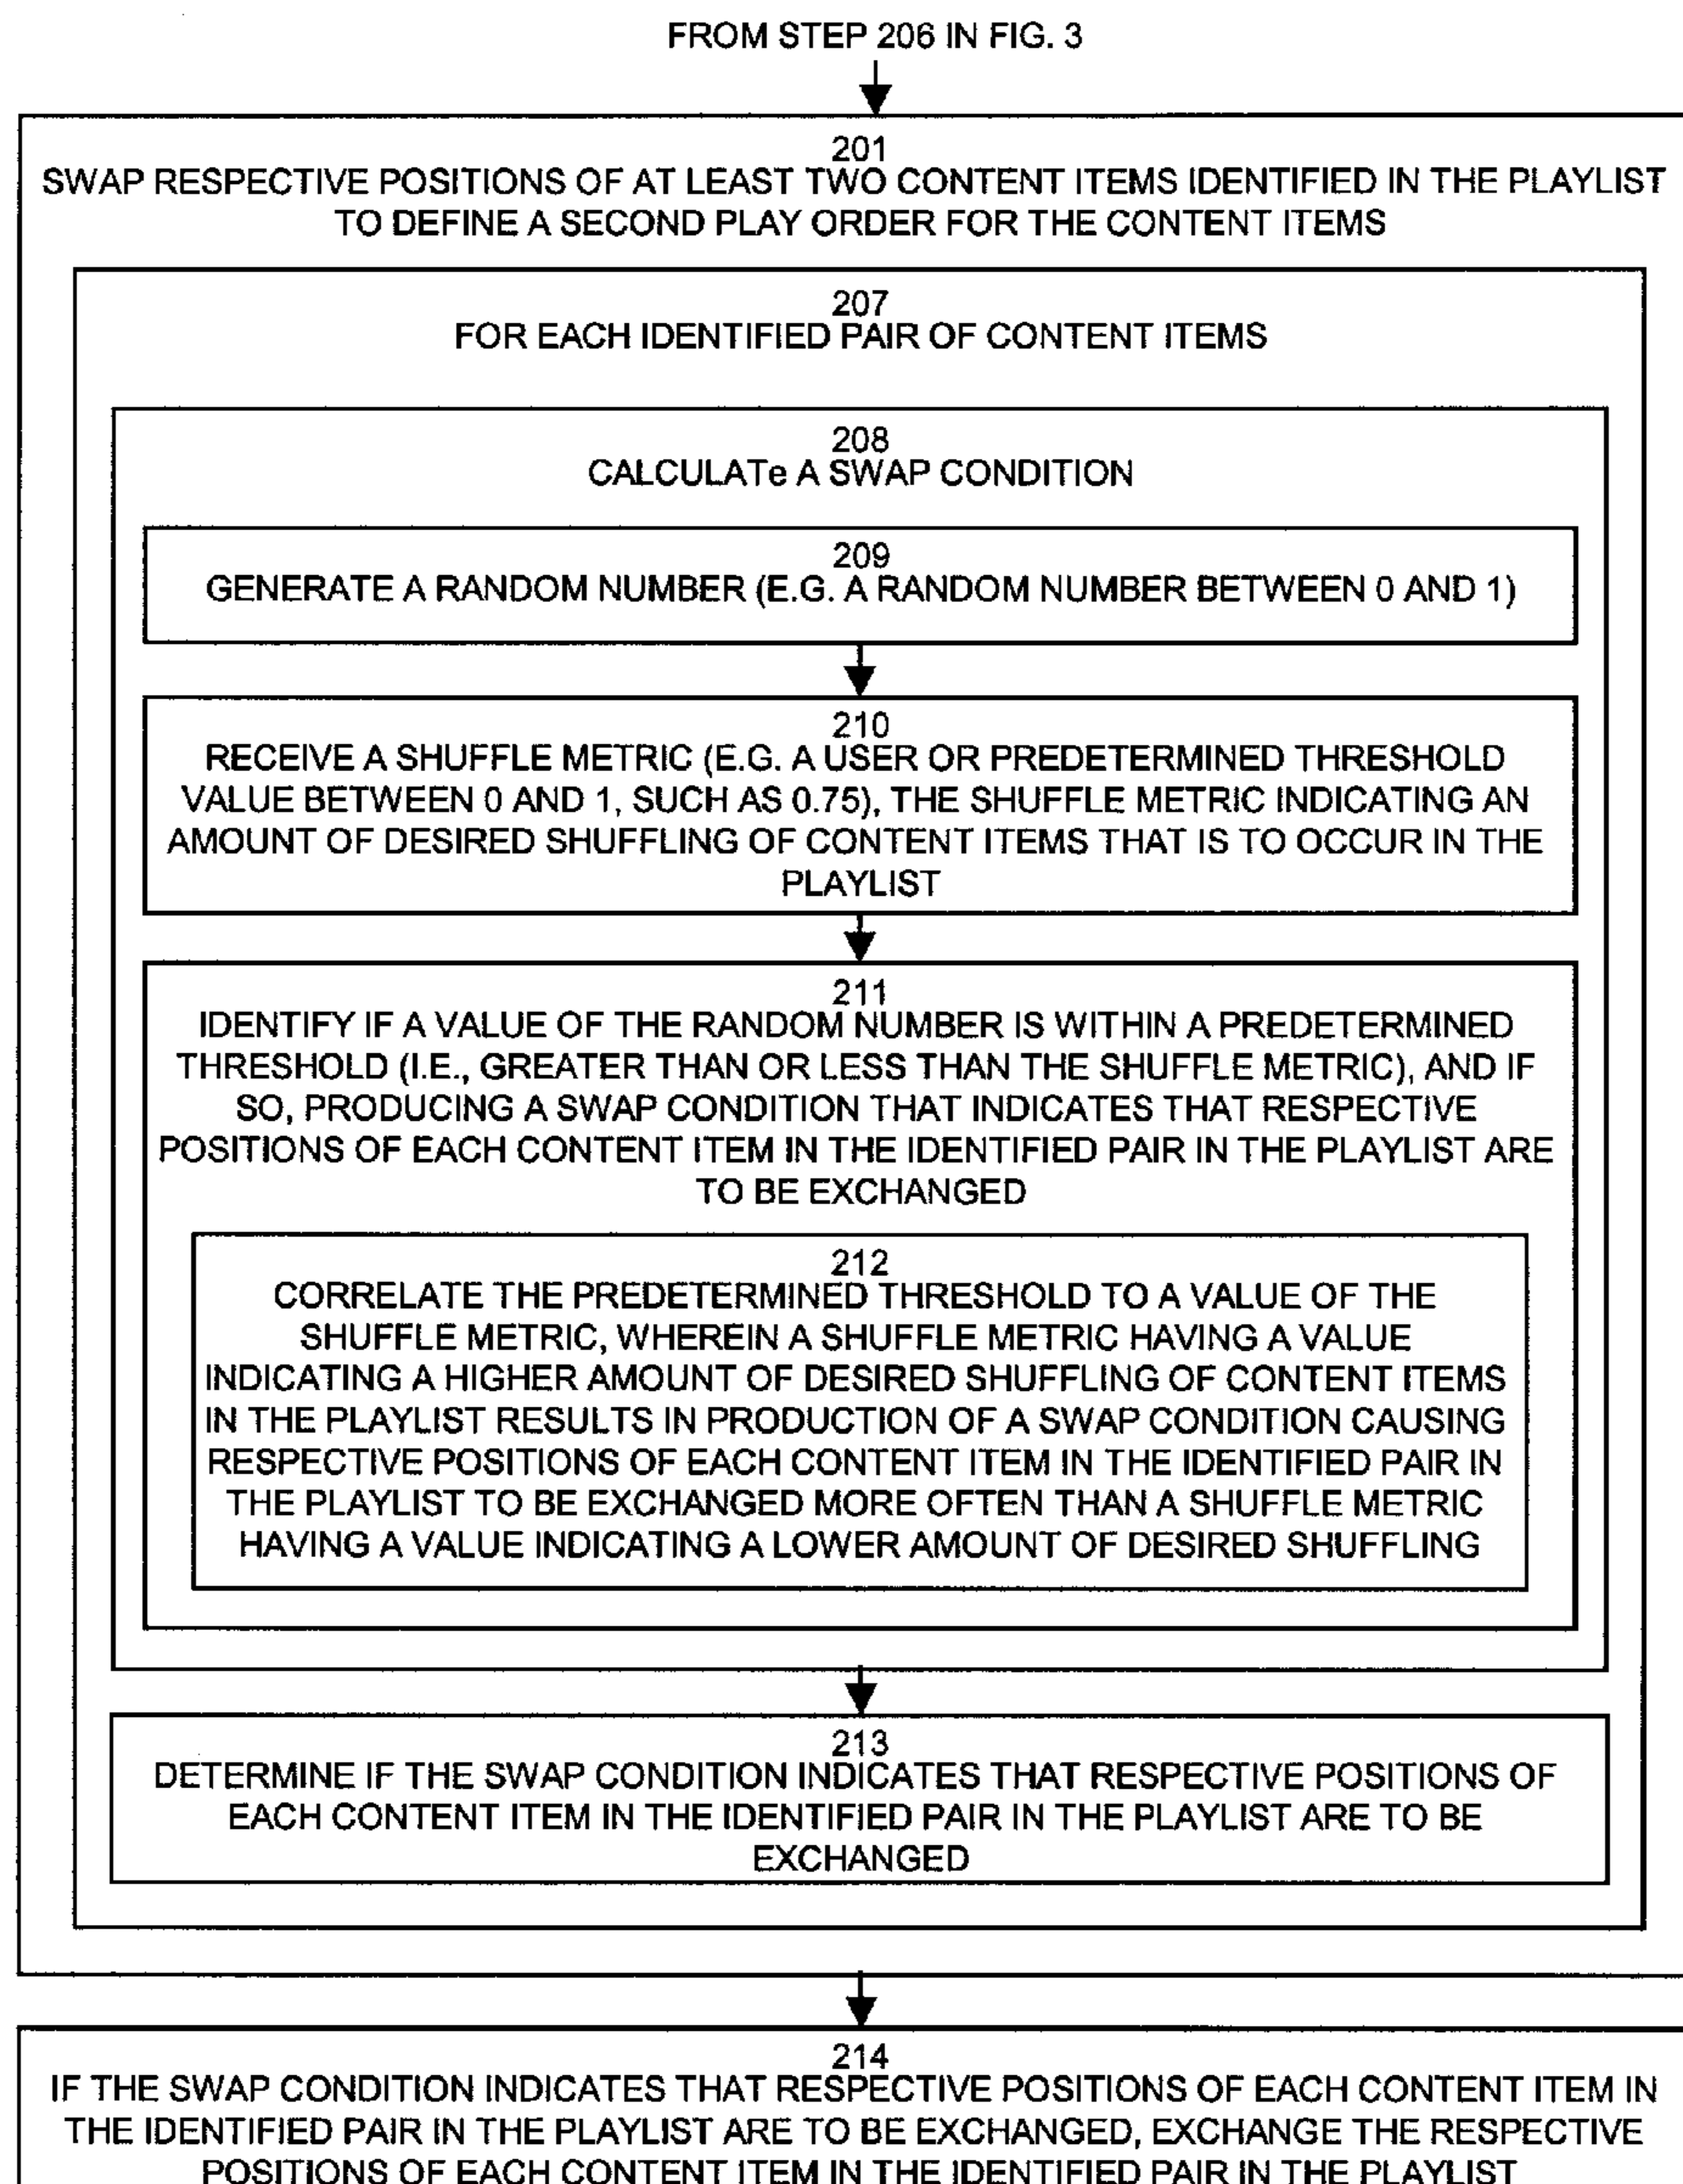 FROM STEP 206 IN FIG. 3
201
SWAP RESPECTIVE POSITIONS OF AT LEAST TWO CONTENT ITEMS IDENTIFIED IN THE PLAYLIST
TO DEFINE A SECOND PLAY ORDER FOR THE CONTENT ITEMS
207
FOR EACH IDENTIFIED PAIR OF CONTENT ITEMS
208
CALCULATe A SWAP CONDITION
209
GENERATE A RANDOM NUMBER (E.G. A RANDOM NUMBER BETWEEN 0 AND 1)
210
RECEIVE A SHUFFLE METRIC (E.G. A USER OR PREDETERMINED THRESHOLD
VALUE BETWEEN 0 AND 1, SUCH AS 0.75), THE SHUFFLE METRIC INDICATING AN
AMOUNT OF DESIRED SHUFFLING OF CONTENT ITEMS THAT IS TO OCCUR IN THE
PLAYLIST
211
IDENTIFY IF A VALUE OF THE RANDOM NUMBER IS WITHIN A PREDETERMINED
THRESHOLD (I.E., GREATER THAN OR LESS THAN THE SHUFFLE METRIC), AND IF
SO, PRODUCING A SWAP CONDITION THAT INDICATES THAT RESPECTIVE
POSITIONS OF EACH CONTENT ITEM IN THE IDENTIFIED PAIR IN THE PLAYLIST ARE
TO BE EXCHANGED
212
CORRELATE THE PREDETERMINED THRESHOLD TO A VALUE OF THE
SHUFFLE METRIC, WHEREIN A SHUFFLE METRIC HAVING A VALUE
INDICATING A HIGHER AMOUNT OF DESIRED SHUFFLING OF CONTENT ITEMS
IN THE PLAYLIST RESULTS IN PRODUCTION OF A SWAP CONDITION CAUSING
RESPECTIVE POSITIONS OF EACH CONTENT ITEM IN THE IDENTIFIED PAIR IN
THE PLAYLIST TO BE EXCHANGED MORE OFTEN THAN A SHUFFLE METRIC
HAVING A VALUE INDICATING A LOWER AMOUNT OF DESIRED SHUFFLING
213
DETERMINE IF THE SWAP CONDITION INDICATES THAT RESPECTIVE POSITIONS OF
EACH CONTENT ITEM IN THE IDENTIFIED PAIR IN THE PLAYLIST ARE TO BE
EXCHANGED
214
IF THE SWAP CONDITION INDICATES THAT RESPECTIVE POSITIONS OF EACH CONTENT ITEM IN
THE IDENTIFIED PAIR IN THE PLAYLIST ARE TO BE EXCHANGED, EXCHANGE THE RESPECTIVE
POSITIONS OF EACH CONTENT ITEM IN THE IDENTIFIED PAIR IN THE PLAYLIST